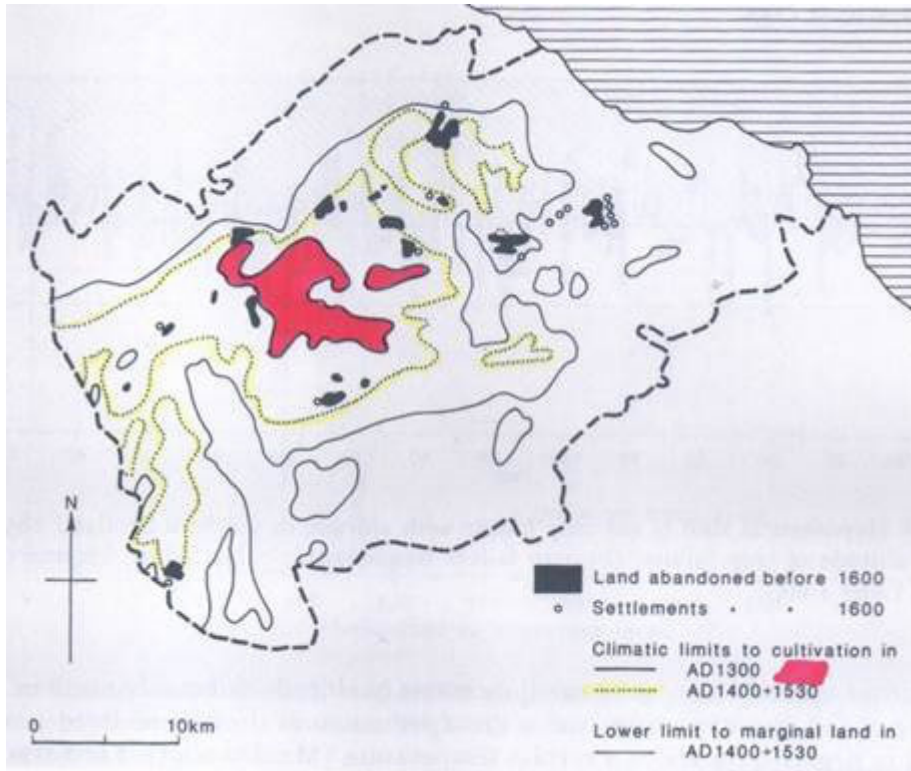 N
0 10km
Land abandoned before 1600
Settlements 1600
Climatic limits to cultivation in
AD1300
AD1400+1530
Lower limit to marginal land in
AD1400+1530